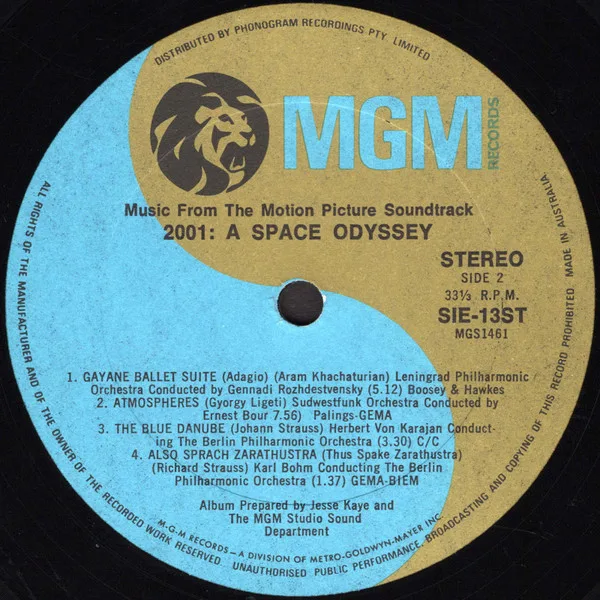 DISTRIBUTED BY PHONOGRAM RECORDINGS PTY. LIMITED
MGM
RECORDS
Music From The Motion Picture Soundtrack
2001: A SPACE ODYSSEY
STEREO
SIDE 2
33⅓ R.P.M.
SIE-13ST
MGS1461
1. GAYANE BALLET SUITE (Adagio) (Aram Khachaturian) Leningrad Philharmonic
Orchestra Conducted by Gennadi Rozhdestvensky (5.12) Boosey & Hawkes
2. ATMOSPHERES (Gyorgy Ligeti) Sudwestfunk Orchestra Conducted by
Ernest Bour 7.56) Palings-GEMA
3. THE BLUE DANUBE (Johann Strauss) Herbert Von Karajan Conduct-
ing The Berlin Philharmonic Orchestra (3.30) C/C
4. ALSO SPRACH ZARATHUSTRA (Thus Spake Zarathustra)
(Richard Strauss) Karl Bohm Conducting The Berlin
Philharmonic Orchestra (1.37) GEMA-BIEM
Album Prepared by Jesse Kaye and
The MGM Studio Sound
Department
M-G-M RECORDS—A DIVISION OF METRO-GOLDWYN-MAYER INC.
ALL RIGHTS OF THE MANUFACTURER AND OF THE OWNER OF THE RECORDED WORK RESERVED. UNAUTHORISED PUBLIC PERFORMANCE, BROADCASTING AND COPYING OF THIS RECORD PROHIBITED
MADE IN AUSTRALIA